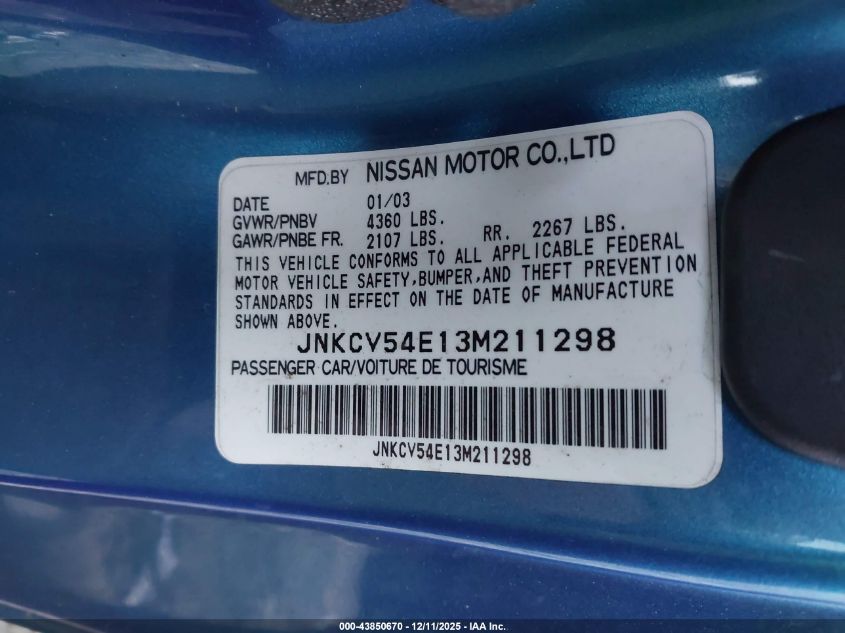 MFD.BY NISSAN MOTOR CO.,LTD
DATE 01/03
GVWR/PNBV 4360 LBS.
GAWR/PNBE FR. 2107 LBS. RR. 2267 LBS.
THIS VEHICLE CONFORMS TO ALL APPLICABLE FEDERAL
MOTOR VEHICLE SAFETY,BUMPER,AND THEFT PREVENTION
STANDARDS IN EFFECT ON THE DATE OF MANUFACTURE
SHOWN ABOVE.
JNKCV54E13M211298
PASSENGER CAR/VOITURE DE TOURISME
JNKCV54E13M211298
000-43850670 - 12/11/2025 - IAA Inc.